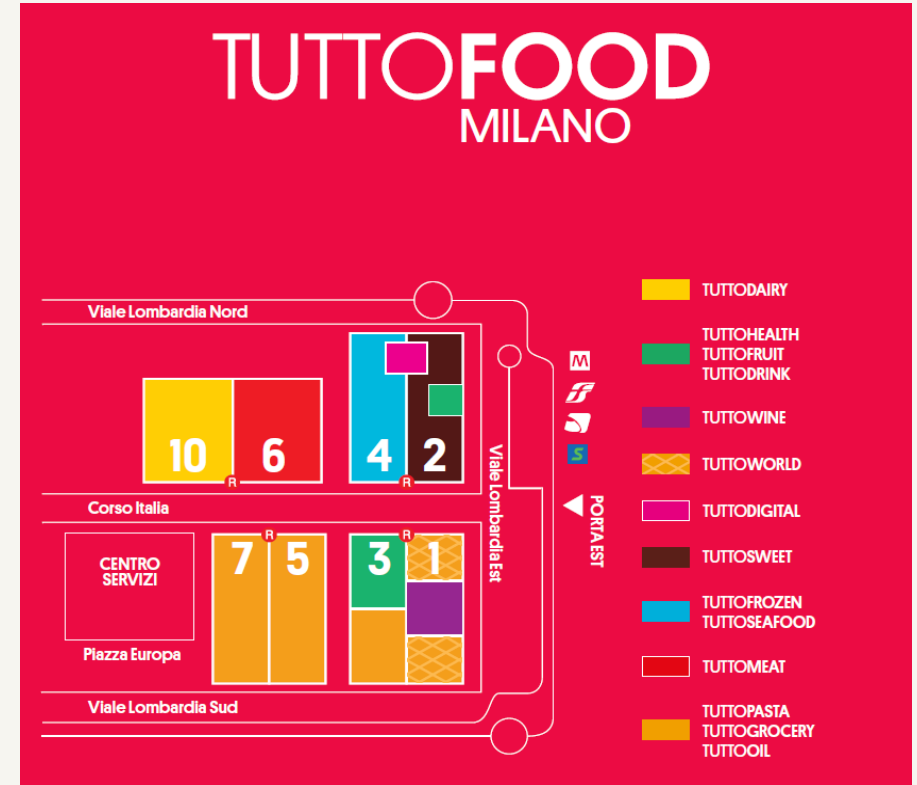 TUTTOFOOD
MILANO
Viale Lombardia Nord
10
6
4
2
R
R
Corso Italia
Viale Lombardia Est
PORTA EST
M
S
CENTRO
SERVIZI
Piazza Europa
7
5
3
1
R
R
Viale Lombardia Sud
TUTTODAIRY
TUTTOHEALTH
TUTTOFRUIT
TUTTODRINK
TUTTOWINE
TUTTOWORLD
TUTTODIGITAL
TUTTOSWEET
TUTTOFROZEN
TUTTOSEAFOOD
TUTTOMEAT
TUTTOPASTA
TUTTOGROCERY
TUTTOOIL